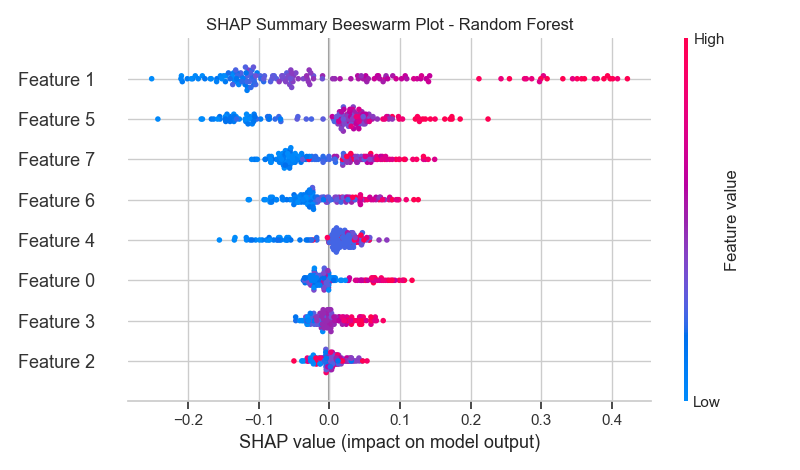 SHAP Summary Beeswarm Plot - Random Forest
High
Feature 1
Feature 5
Feature 7
Feature 6
Feature 4
Feature 0
Feature 3
Feature 2
Feature value
Low
−0.2 −0.1 0.0 0.1 0.2 0.3 0.4
SHAP value (impact on model output)